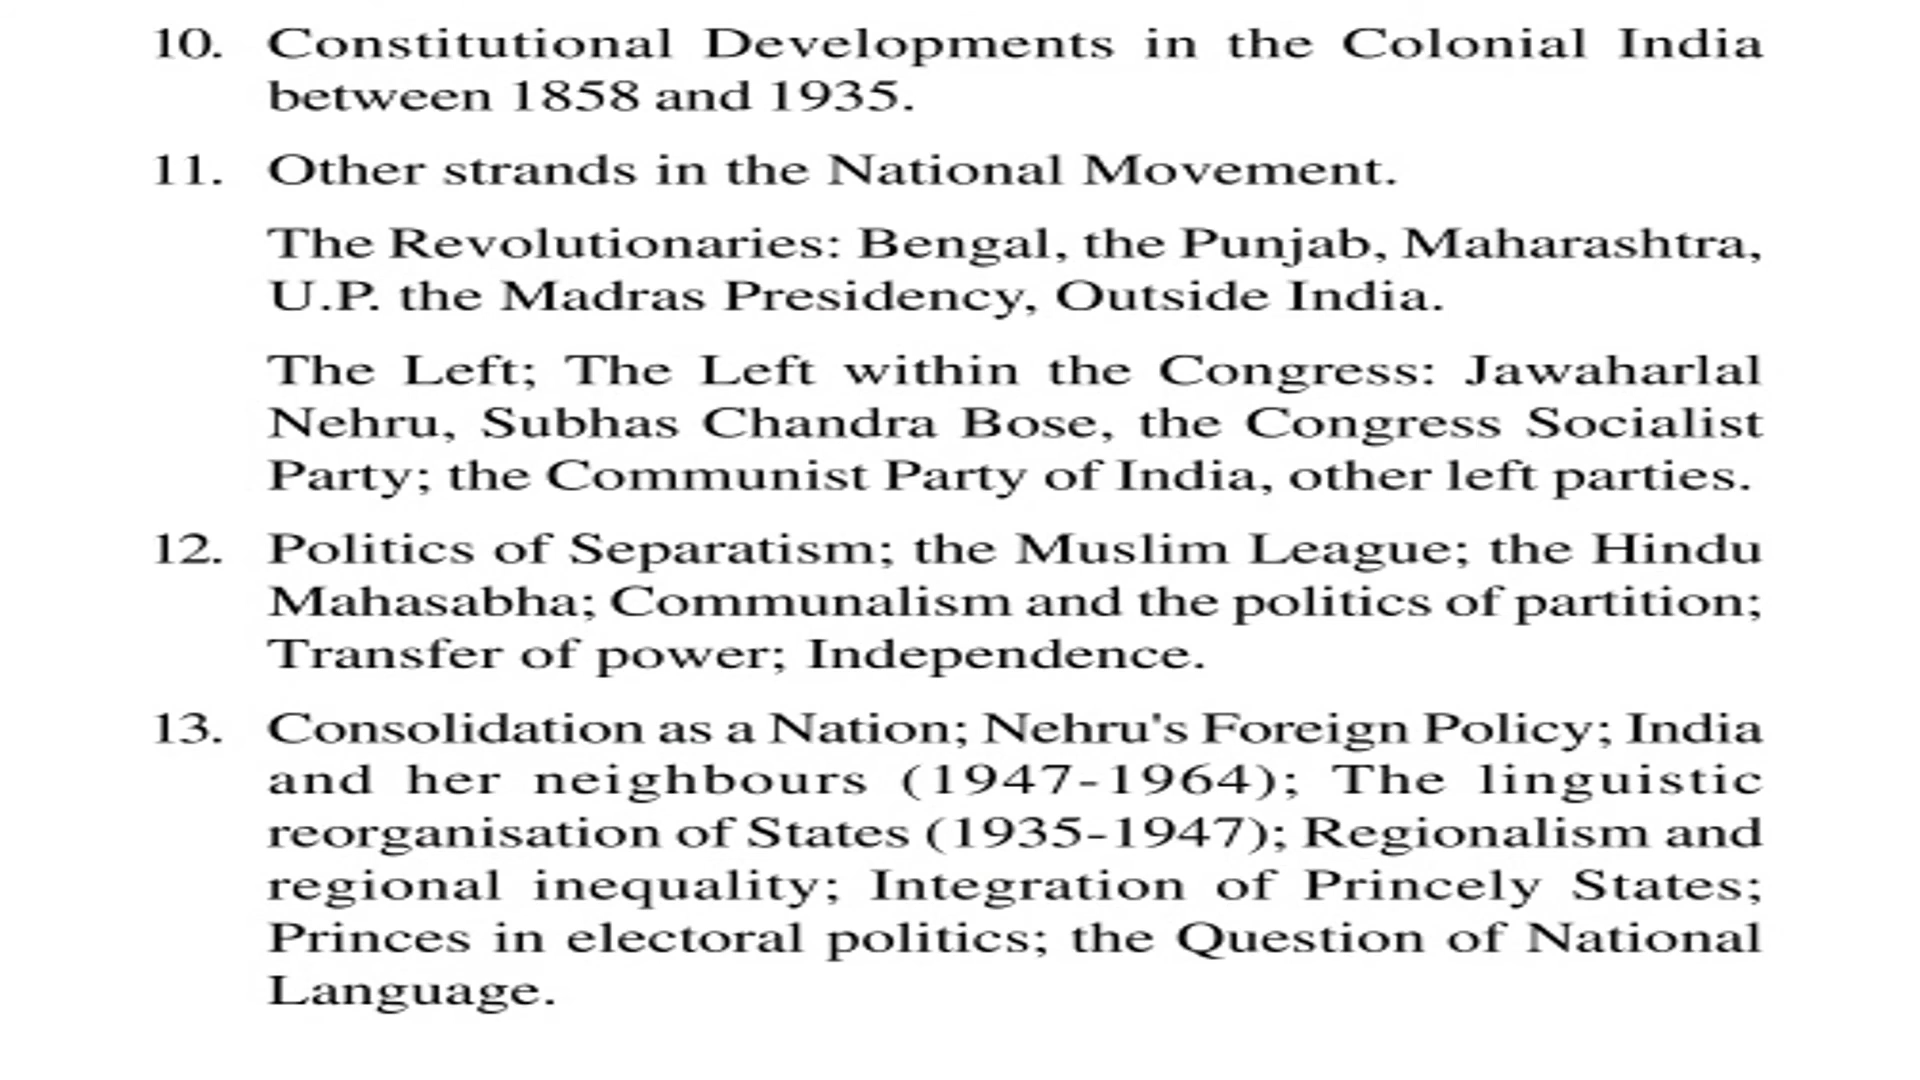 10. Constitutional Developments in the Colonial India
between 1858 and 1935.
11. Other strands in the National Movement.
The Revolutionaries: Bengal, the Punjab, Maharashtra,
U.P. the Madras Presidency, Outside India.
The Left; The Left within the Congress: Jawaharlal
Nehru, Subhas Chandra Bose, the Congress Socialist
Party; the Communist Party of India, other left parties.
12. Politics of Separatism; the Muslim League; the Hindu
Mahasabha; Communalism and the politics of partition;
Transfer of power; Independence.
13. Consolidation as a Nation; Nehru's Foreign Policy; India
and her neighbours (1947-1964); The linguistic
reorganisation of States (1935-1947); Regionalism and
regional inequality; Integration of Princely States;
Princes in electoral politics; the Question of National
Language.